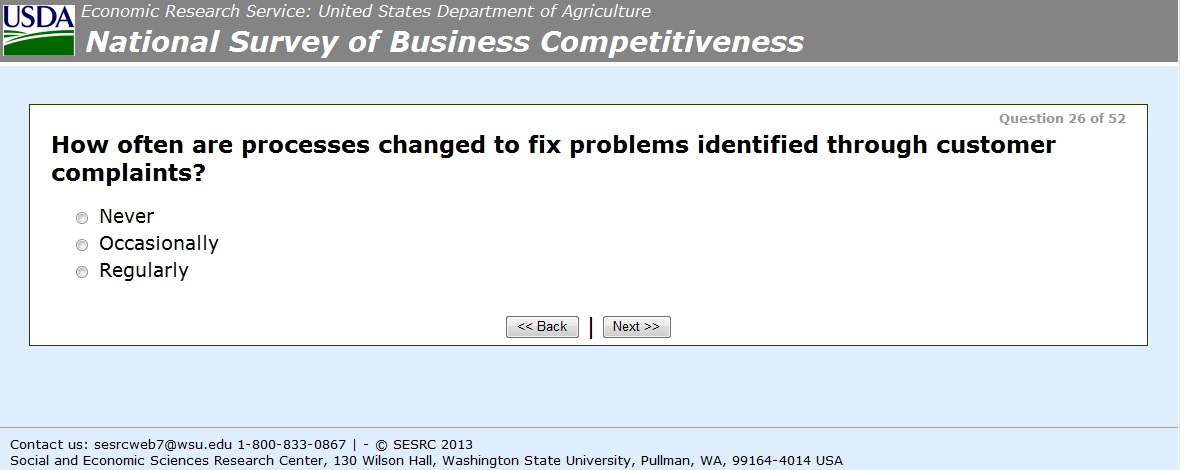 USDA
Economic Research Service: United States Department of Agriculture
National Survey of Business Competitiveness
Question 26 of 52
How often are processes changed to fix problems identified through customer
complaints?
Never
Occasionally
Regularly
<< Back | Next >>
Contact us: sesrcweb7@wsu.edu 1-800-833-0867 | - © SESRC 2013
Social and Economic Sciences Research Center, 130 Wilson Hall, Washington State University, Pullman, WA, 99164-4014 USA